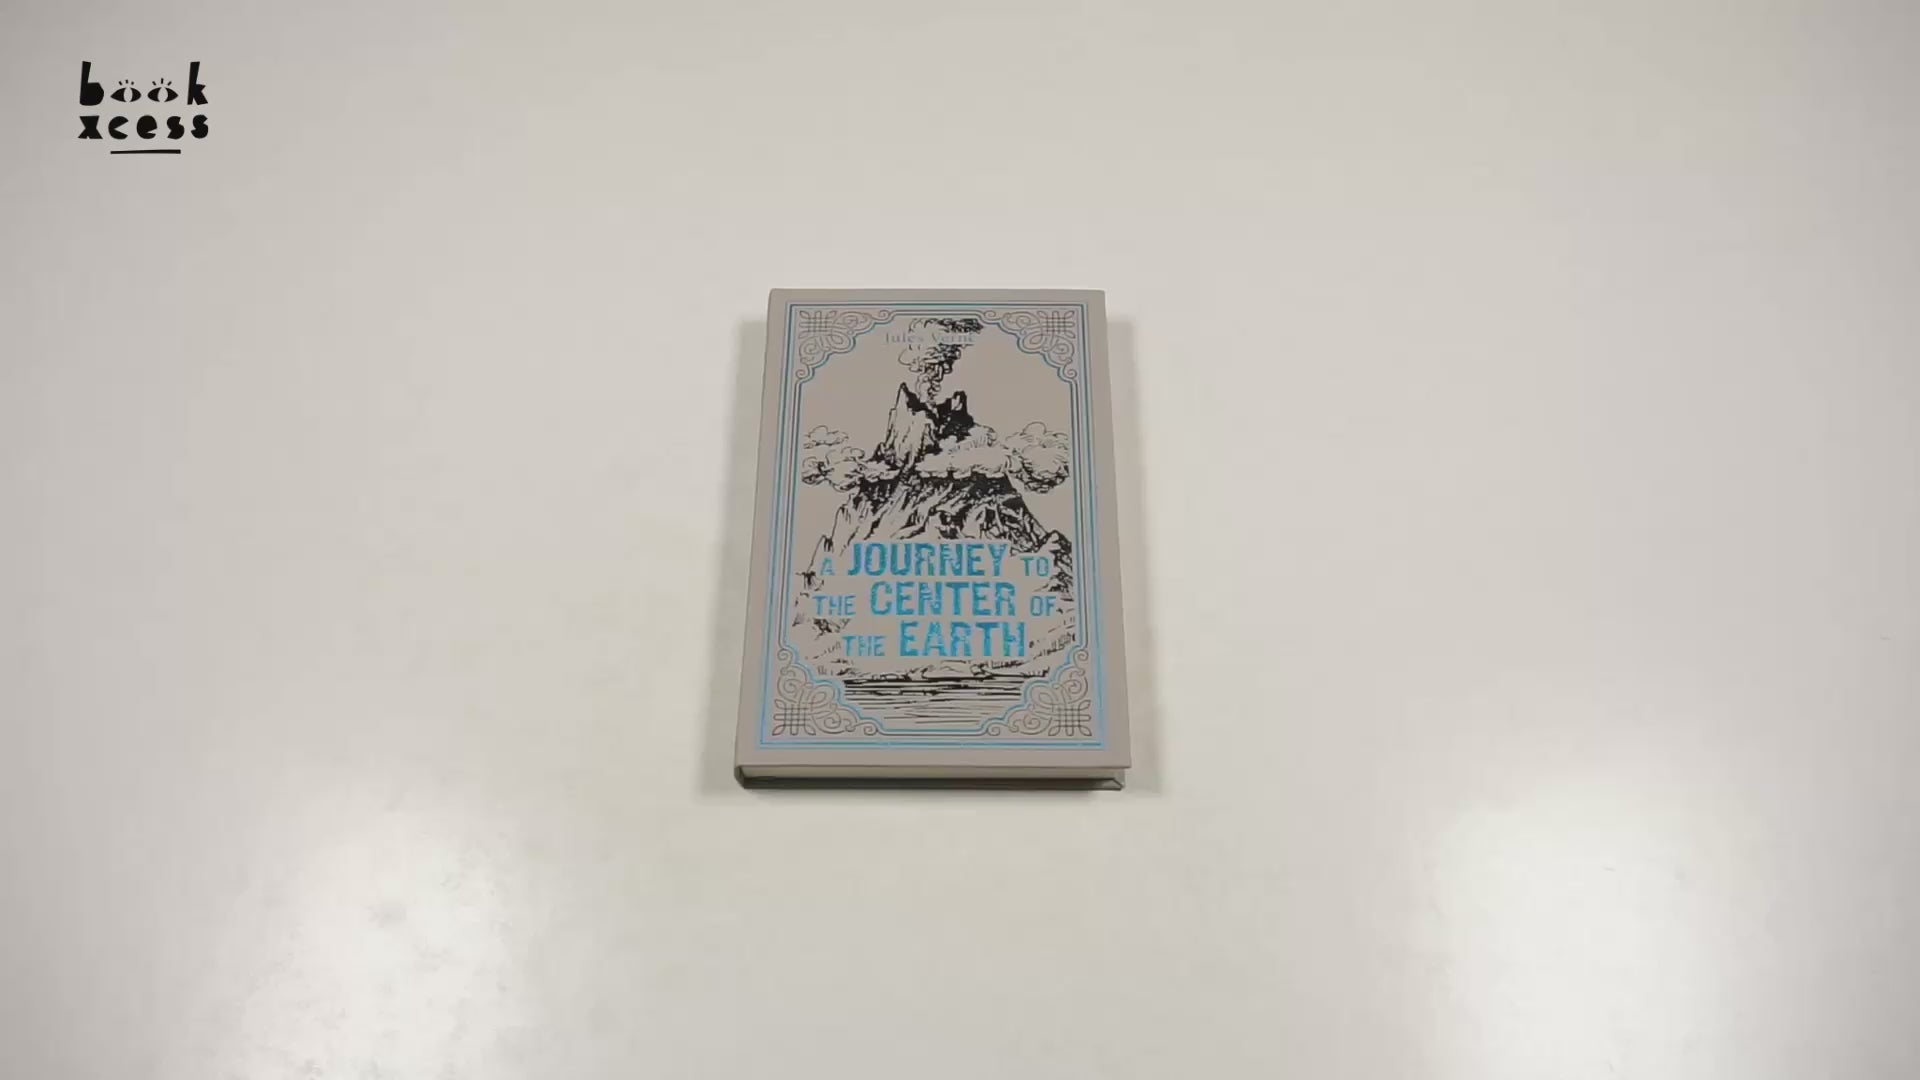 book
xcess
Jules Verne
A JOURNEY TO
THE CENTER OF
THE EARTH